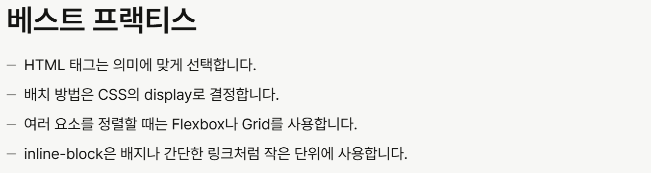 베스트 프랙티스
— HTML 태그는 의미에 맞게 선택합니다.
— 배치 방법은 CSS의 display로 결정합니다.
— 여러 요소를 정렬할 때는 Flexbox나 Grid를 사용합니다.
— inline-block은 배지나 간단한 링크처럼 작은 단위에 사용합니다.